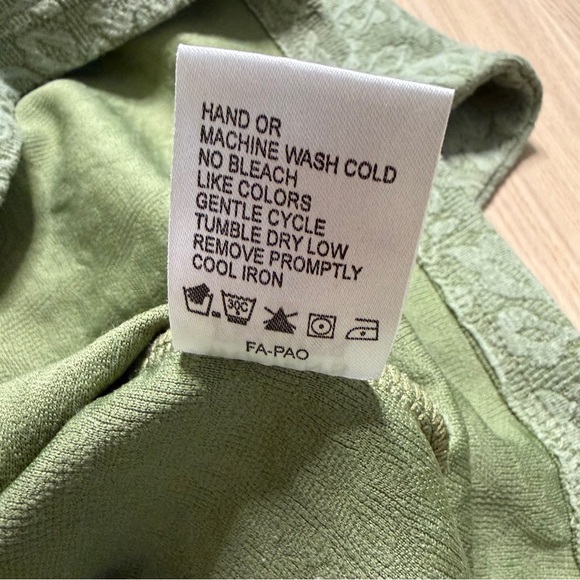 HAND OR
MACHINE WASH COLD
NO BLEACH
LIKE COLORS
GENTLE CYCLE
TUMBLE DRY LOW
REMOVE PROMPTLY
COOL IRON
30C
FA-PAO